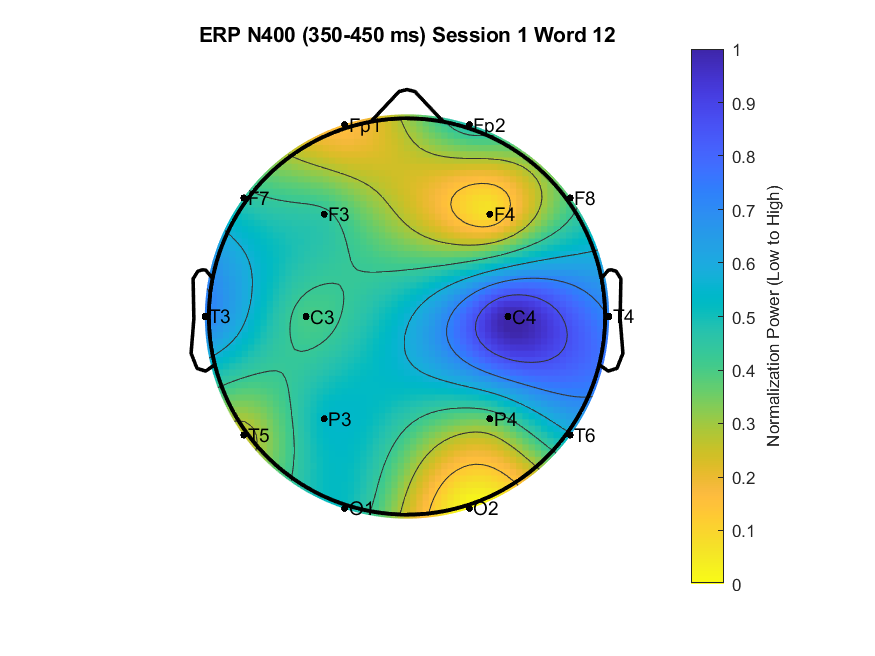 ERP N400 (350-450 ms) Session 1 Word 12
Fp1
Fp2
F7
F3
F4
F8
T3
C3
C4
T4
T5
P3
P4
T6
O1
O2
1
0.9
0.8
0.7
0.6
0.5
0.4
0.3
0.2
0.1
0
Normalization Power (Low to High)